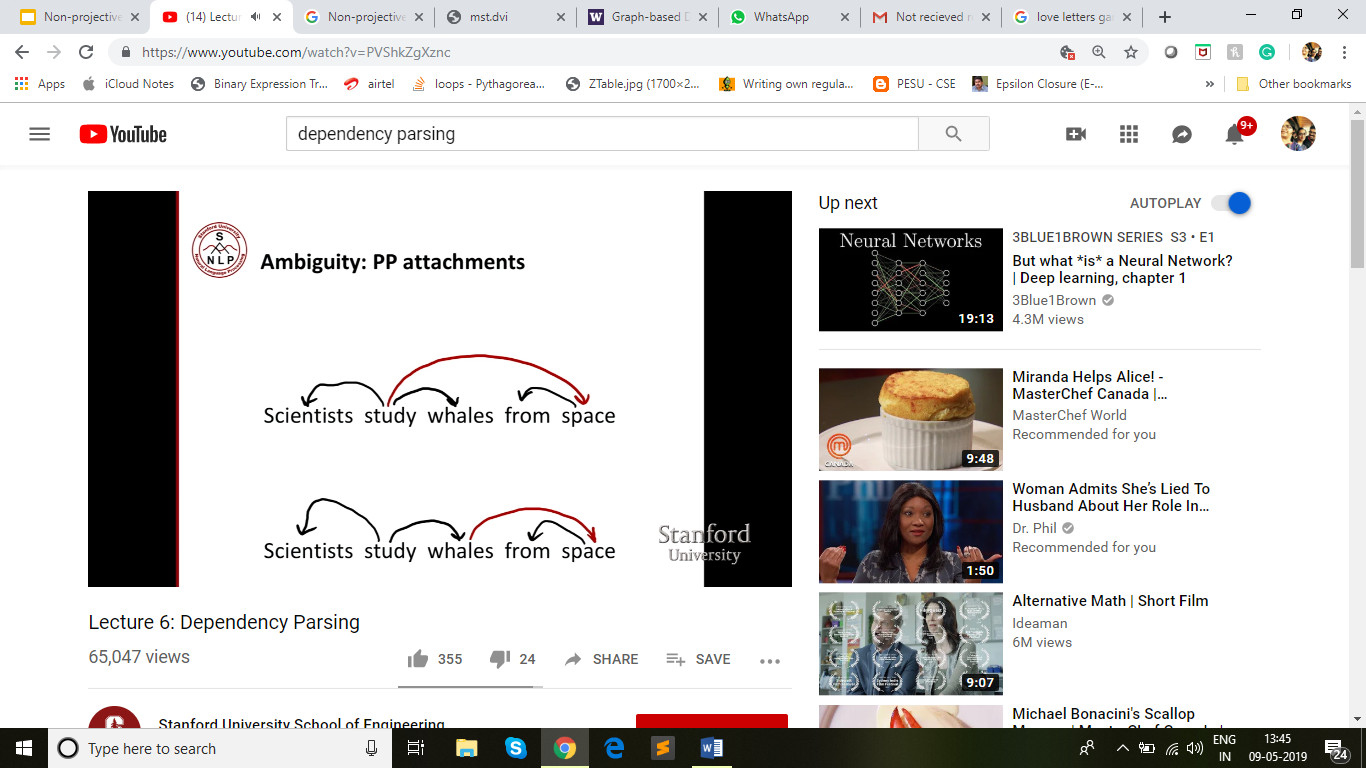 Non-projective
(14) Lectur
Non-projective
mst.dvi
Graph-based D
WhatsApp
Not recieved n
love letters ga
https://www.youtube.com/watch?v=PVShkZgXznc
Apps
iCloud Notes
Binary Expression Tr...
airtel
loops - Pythagorea...
ZTable.jpg (1700×2...
Writing own regula...
PESU - CSE
Epsilon Closure (E-...
»
Other bookmarks
YouTube
dependency parsing
9+
S
NLP
Ambiguity: PP attachments
Scientists study whales from space
Scientists study whales from space
Stanford
University
Lecture 6: Dependency Parsing
65,047 views
355
24
SHARE
SAVE
Stanford University School of Engineering
Up next
AUTOPLAY
Neural Networks
19:13
3BLUE1BROWN SERIES S3 • E1
But what *is* a Neural Network?
| Deep learning, chapter 1
3Blue1Brown
4.3M views
CANADA
9:48
Miranda Helps Alice! -
MasterChef Canada |...
MasterChef World
Recommended for you
1:50
Woman Admits She's Lied To
Husband About Her Role In...
Dr. Phil
Recommended for you
9:07
Alternative Math | Short Film
Ideaman
6M views
Michael Bonacini's Scallop
Type here to search
ENG
IN
13:45
09-05-2019
24